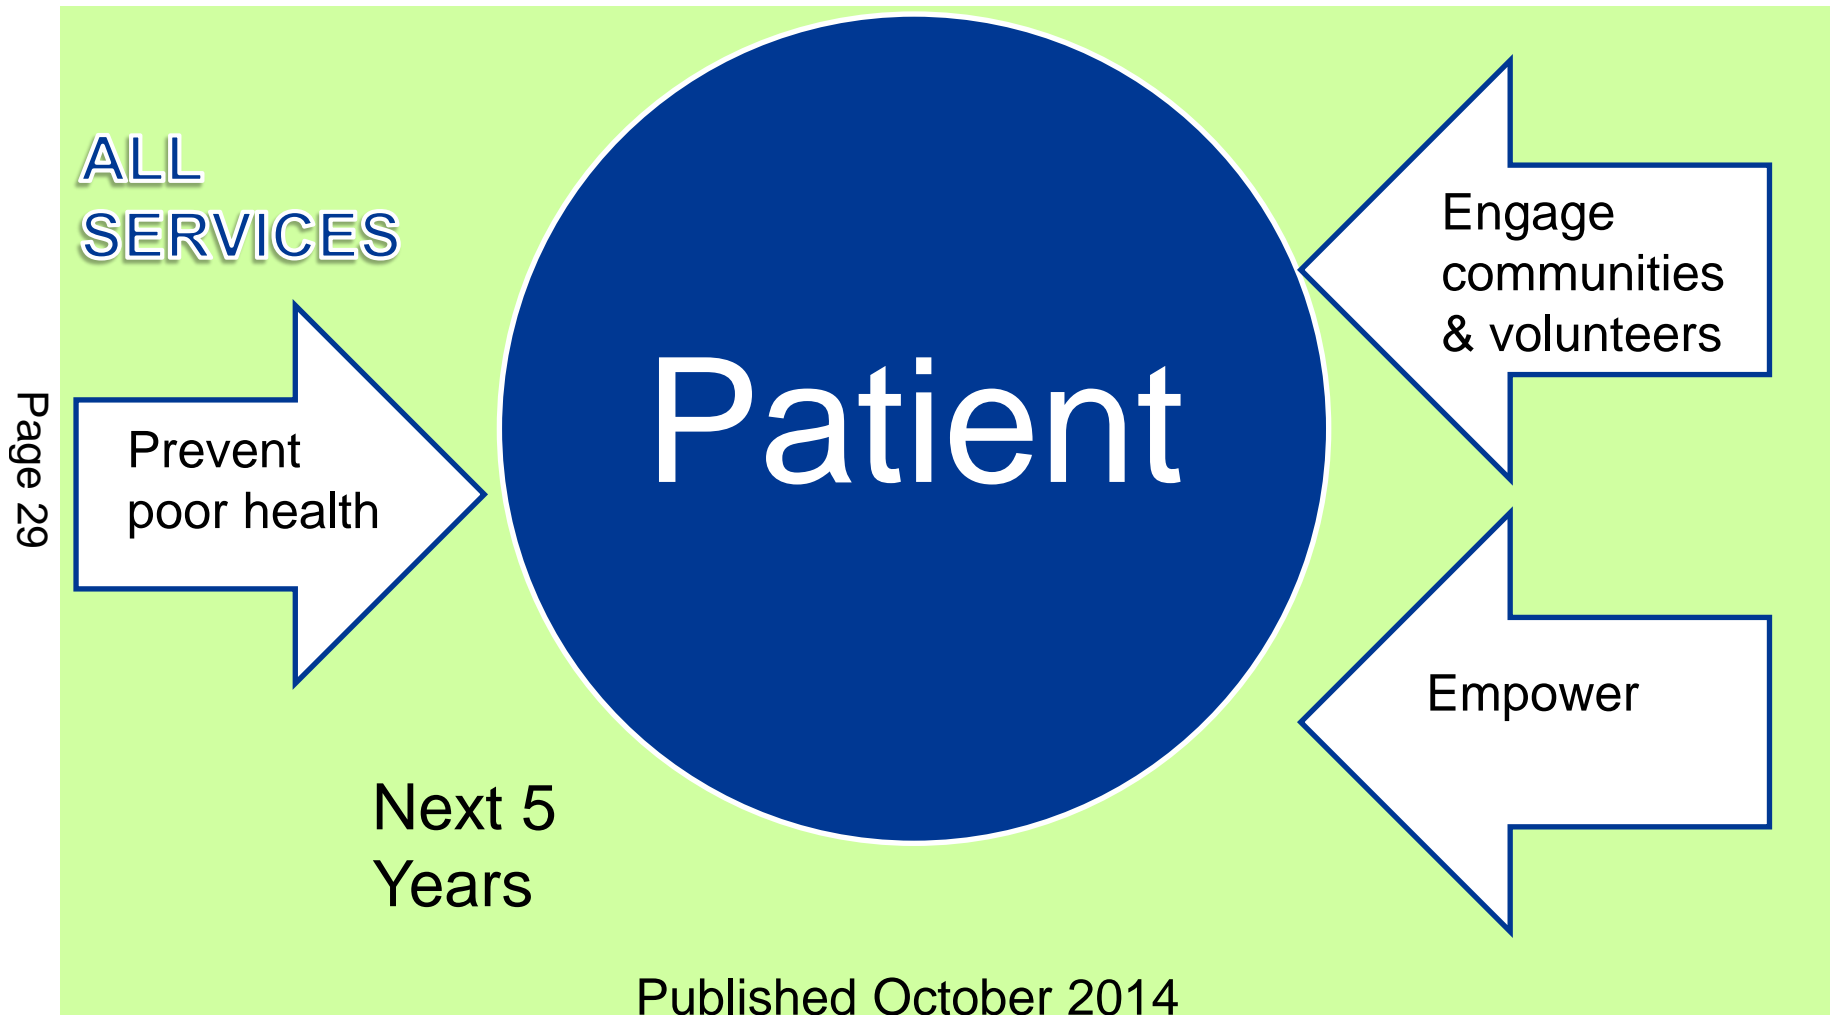 ALL
SERVICES
Prevent
poor health
Patient
Engage
communities
& volunteers
Empower
Next 5
Years
Published October 2014
Page 29